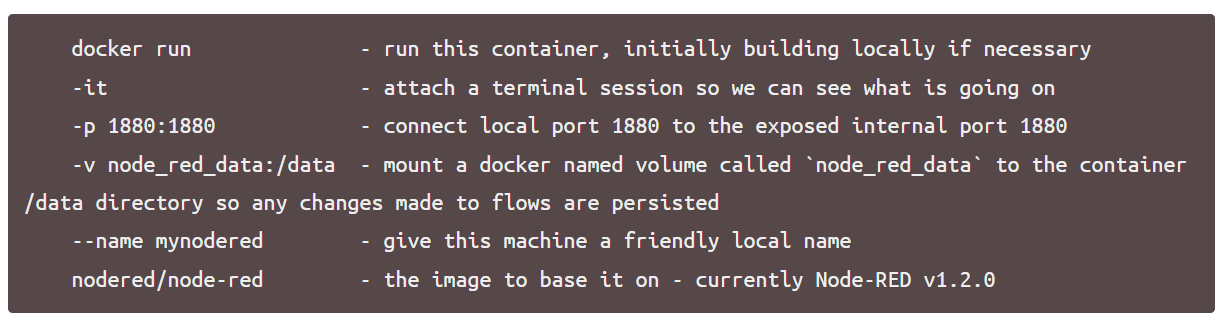 docker run              - run this container, initially building locally if necessary
-it                     - attach a terminal session so we can see what is going on
-p 1880:1880            - connect local port 1880 to the exposed internal port 1880
-v node_red_data:/data  - mount a docker named volume called `node_red_data` to the container
/data directory so any changes made to flows are persisted
--name mynodered        - give this machine a friendly local name
nodered/node-red        - the image to base it on - currently Node-RED v1.2.0